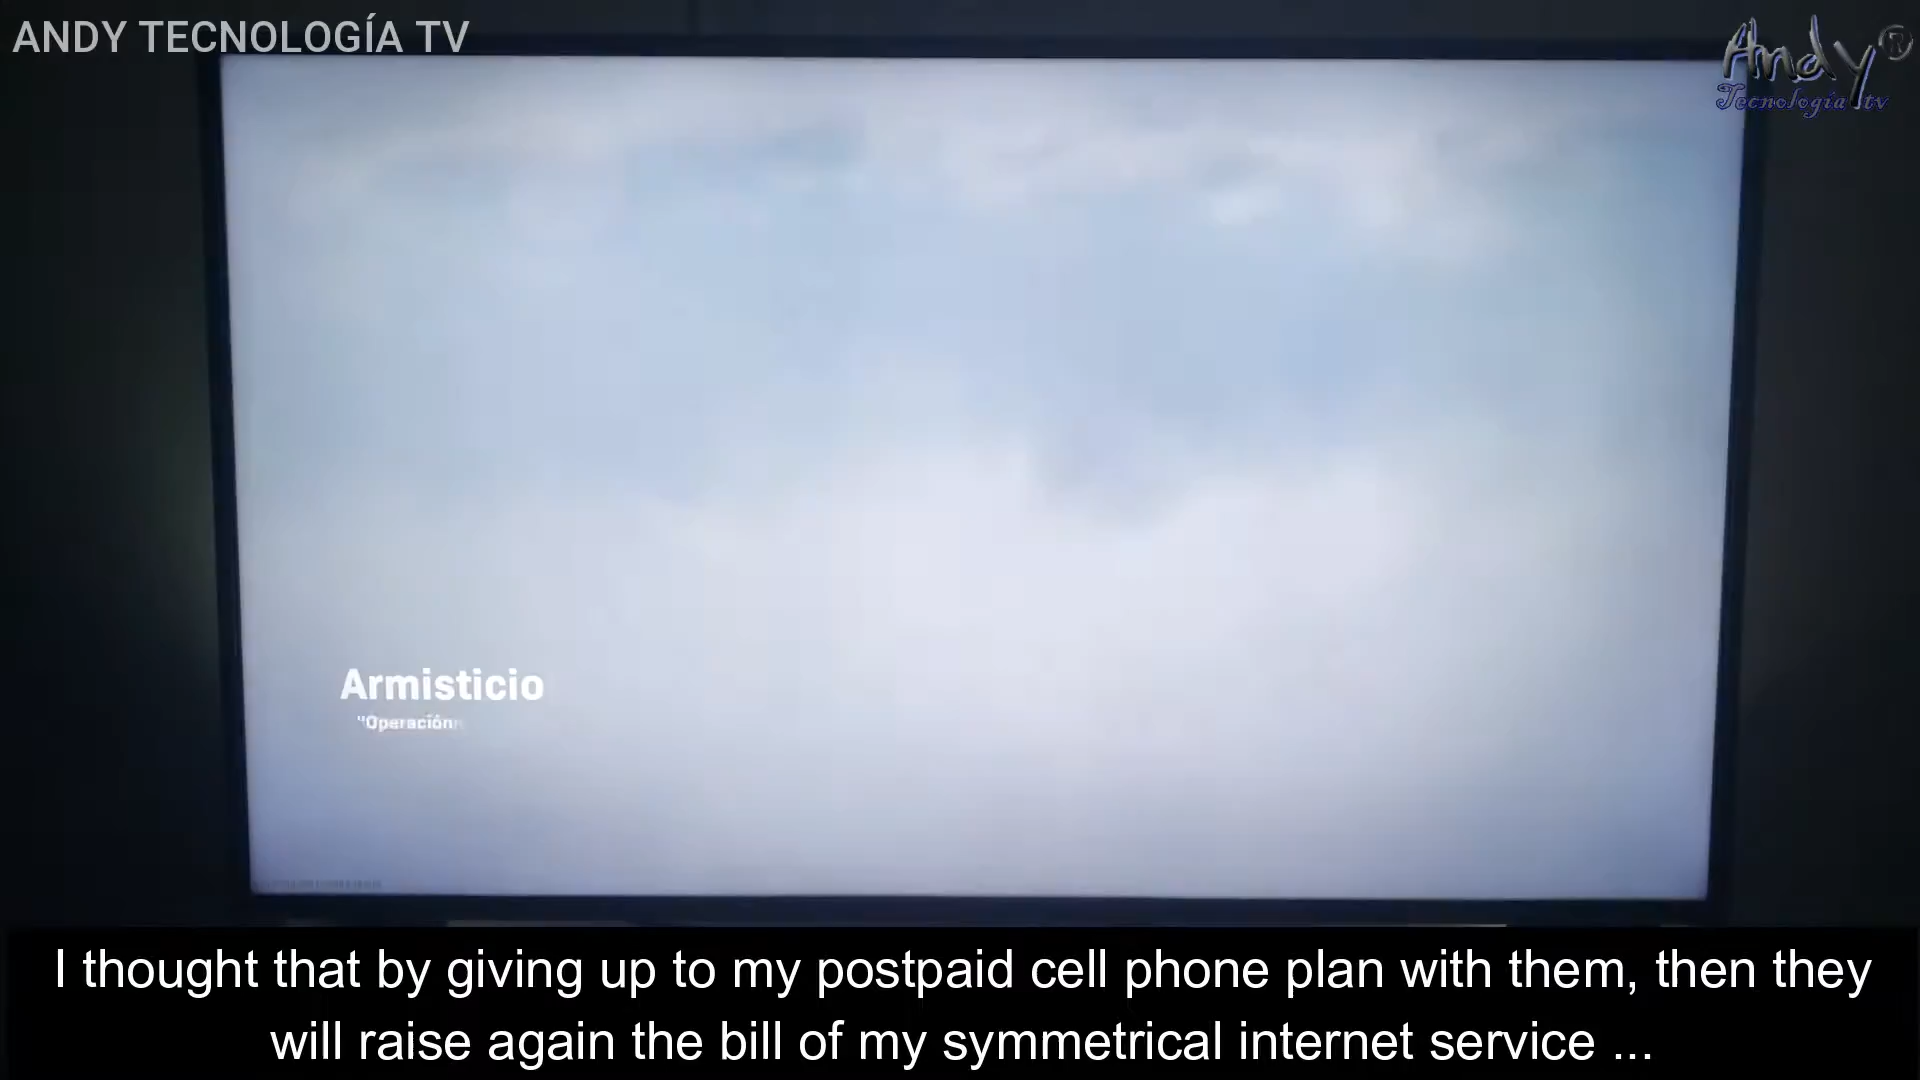 ANDY TECNOLOGÍA TV
Andy®
Tecnología tv
Armisticio
"Operación
I thought that by giving up to my postpaid cell phone plan with them, then they
will raise again the bill of my symmetrical internet service ...